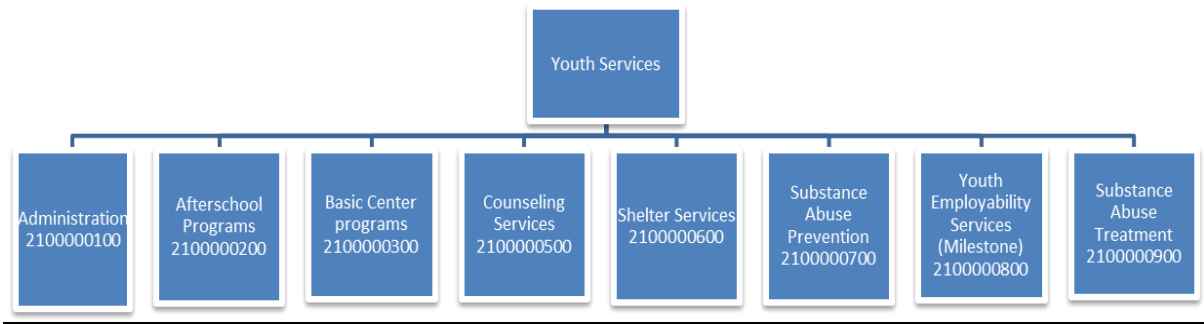 Youth Services
Administration
2100000100
Afterschool
Programs
2100000200
Basic Center
programs
2100000300
Counseling
Services
2100000500
Shelter Services
2100000600
Substance
Abuse
Prevention
2100000700
Youth
Employability
Services
(Milestone)
2100000800
Substance
Abuse
Treatment
2100000900